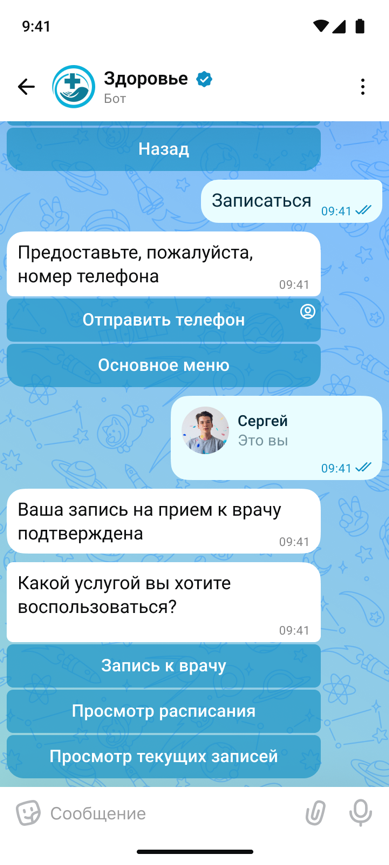 9:41
Здоровье
Бот
Назад
Записаться
09:41
Предоставьте, пожалуйста,
номер телефона
09:41
Отправить телефон
Основное меню
Сергей
Это вы
09:41
Ваша запись на прием к врачу
подтверждена
09:41
Какой услугой вы хотите
воспользоваться?
09:41
Запись к врачу
Просмотр расписания
Просмотр текущих записей
Сообщение